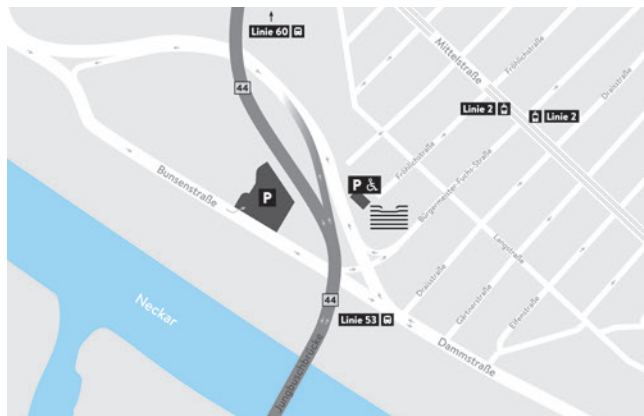 Linie 60
44
Mittelstraße
Fröhlichstraße
Draisstraße
Linie 2
Linie 2
Bunsenstraße
P
P
Fröhlichstraße
Bürgermeister-Fuchs-Straße
Langstraße
Draisstraße
Gärtnerstraße
Elfenstraße
Neckar
44
Linie 53
Dammstraße
Jungbuschbrücke